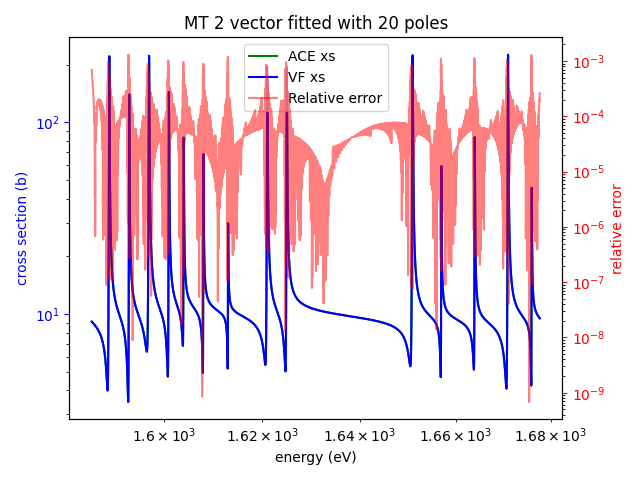 MT 2 vector fitted with 20 poles
ACE xs
VF xs
Relative error
cross section (b)
10²
10¹
relative error
10⁻³
10⁻⁴
10⁻⁵
10⁻⁶
10⁻⁷
10⁻⁸
10⁻⁹
1.6 × 10³
1.62 × 10³
1.64 × 10³
1.66 × 10³
1.68 × 10³
energy (eV)